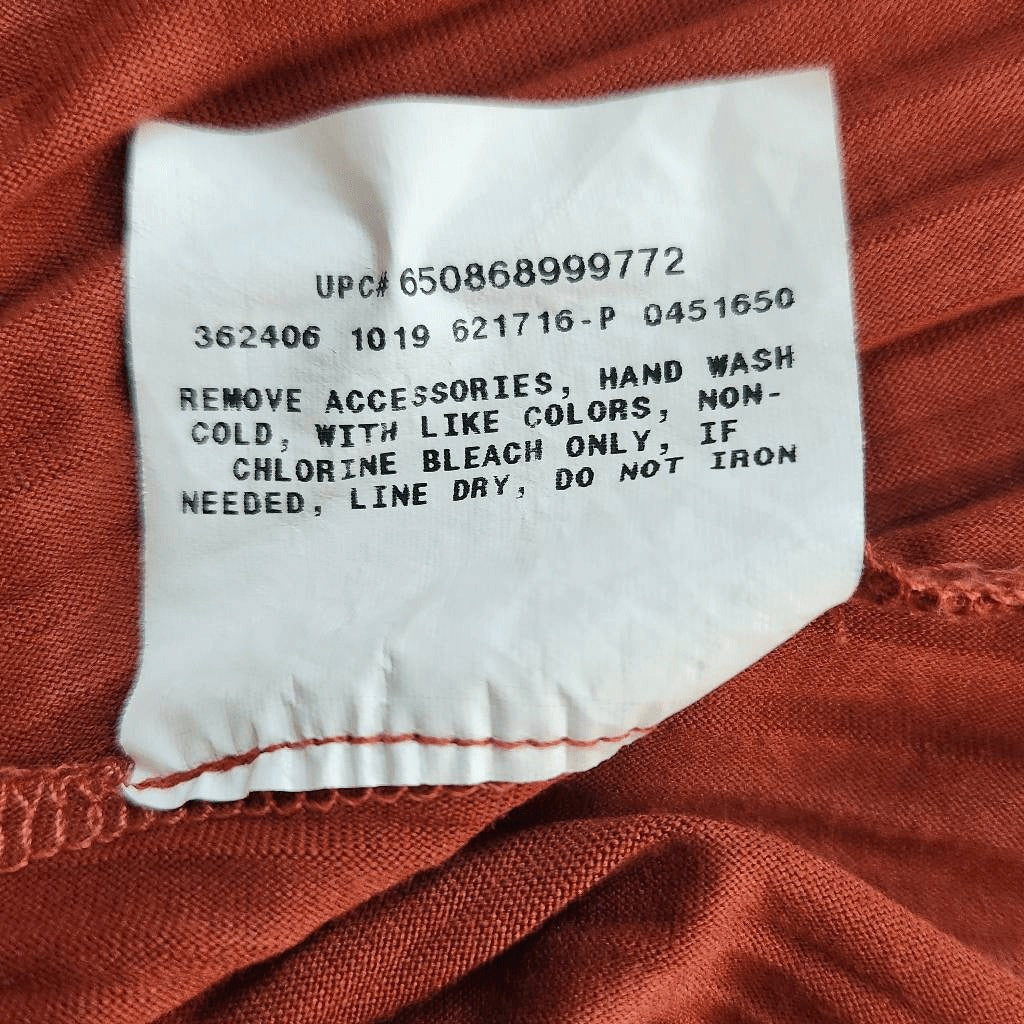 UPC# 650868999772
362406 1019 621716-P 0451650
REMOVE ACCESSORIES, HAND WASH
COLD, WITH LIKE COLORS, NON-
CHLORINE BLEACH ONLY, IF
NEEDED, LINE DRY, DO NOT IRON